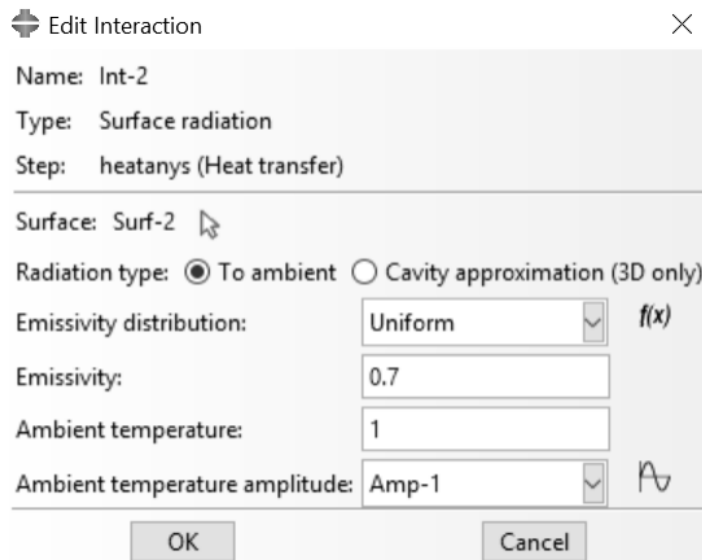 Edit Interaction
Name: Int-2
Type: Surface radiation
Step: heatanys (Heat transfer)
Surface: Surf-2
Radiation type: To ambient Cavity approximation (3D only)
Emissivity distribution: Uniform f(x)
Emissivity: 0.7
Ambient temperature: 1
Ambient temperature amplitude: Amp-1
OK Cancel